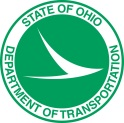 STATE OF OHIO
DEPARTMENT OF TRANSPORTATION